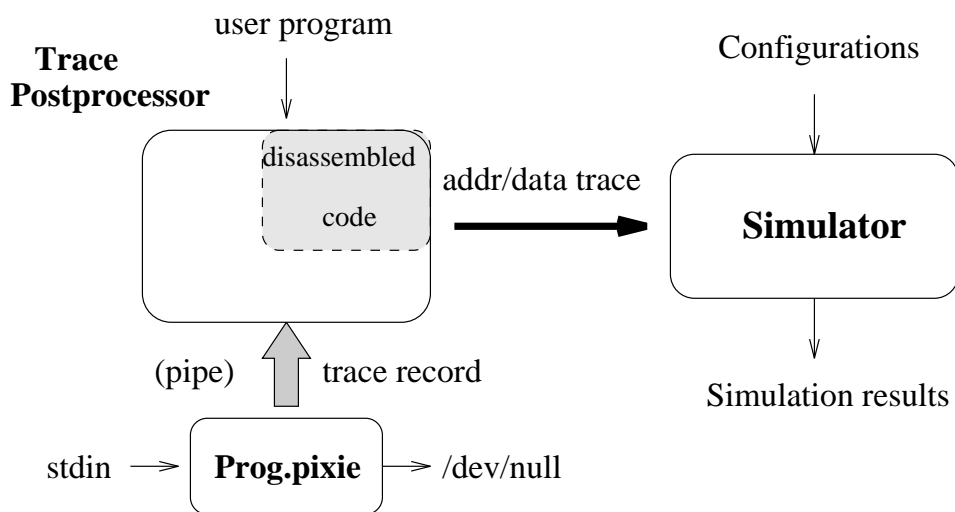 user program
Trace
Postprocessor
disassembled
code
addr/data trace
Configurations
Simulator
(pipe)
trace record
Simulation results
stdin
Prog.pixie
/dev/null